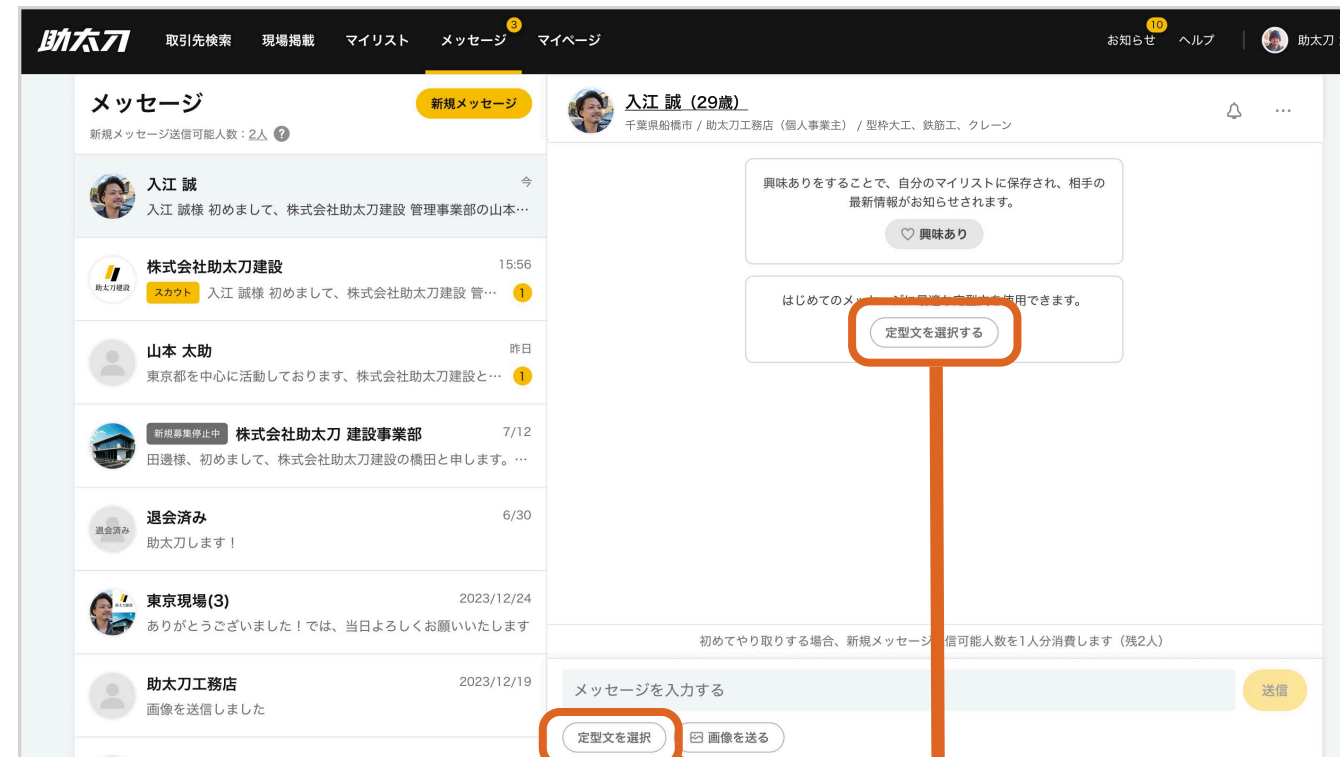 助太刀
取引先検索 現場掲載 マイリスト メッセージ 3 マイページ
お知らせ 10 ヘルプ 助太刀
メッセージ
新規メッセージ
新規メッセージ送信可能人数：2人 ?
入江 誠 今
入江 誠様 初めまして、株式会社助太刀建設 管理事業部の山本…
助太刀建設
株式会社助太刀建設 15:56
スカウト 入江 誠様 初めまして、株式会社助太刀建設 管… 1
山本 太助 昨日
東京都を中心に活動しております、株式会社助太刀建設と… 1
新規募集停止中 株式会社助太刀 建設事業部 7/12
田邊様、初めまして、株式会社助太刀建設の橋田と申します。…
退会済み
退会済み 6/30
助太刀します！
東京現場(3) 2023/12/24
ありがとうございました！では、当日よろしくお願いいたします
助太刀工務店 2023/12/19
画像を送信しました
入江 誠（29歳）
千葉県船橋市 / 助太刀工務店（個人事業主） / 型枠大工、鉄筋工、クレーン
興味ありをすることで、自分のマイリストに保存され、相手の
最新情報がお知らせされます。
♡ 興味あり
はじめてのメッセージに最適な定型文を使用できます。
定型文を選択する
初めてやり取りする場合、新規メッセージ 信可能人数を1人分消費します（残2人）
メッセージを入力する
送信
定型文を選択 画像を送る